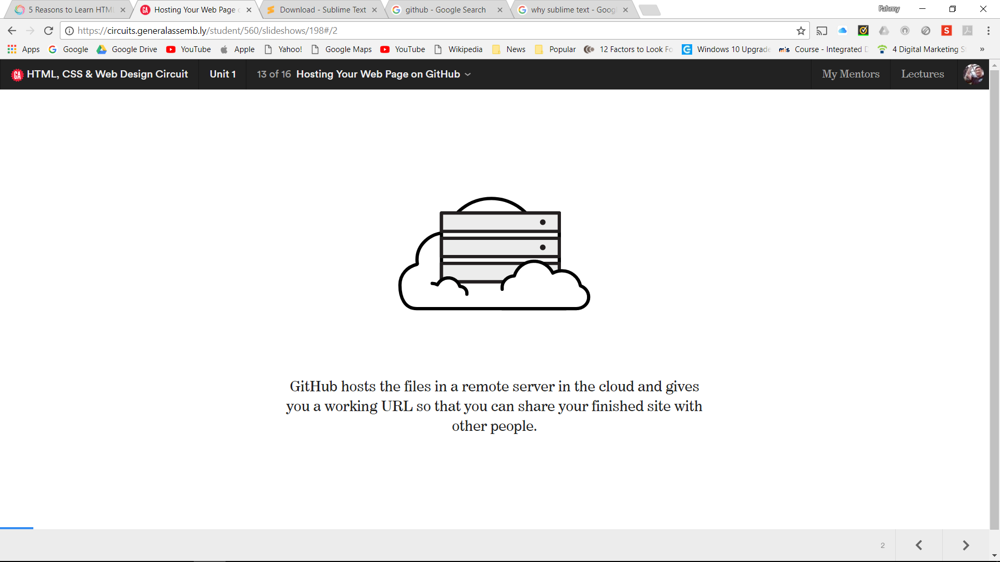 5 Reasons to Learn HTML
Hosting Your Web Page
Download - Sublime Text
github - Google Search
why sublime text - Goog
Fahmy
https://circuits.generalassemb.ly/student/560/slideshows/198#/2
Apps Google Google Drive YouTube Apple Yahoo! Google Maps YouTube Wikipedia News Popular 12 Factors to Look Fo Windows 10 Upgrade mis Course - Integrated 4 Digital Marketing »
GA HTML, CSS & Web Design Circuit Unit 1 13 of 16 Hosting Your Web Page on GitHub My Mentors Lectures
GitHub hosts the files in a remote server in the cloud and gives
you a working URL so that you can share your finished site with
other people.
2